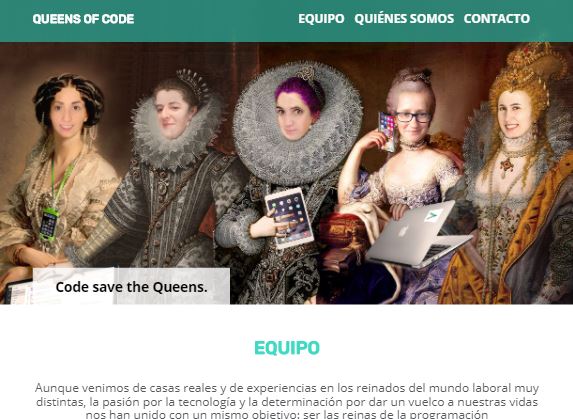 QUEENS OF CODE
EQUIPO QUIÉNES SOMOS CONTACTO
Code save the Queens.
EQUIPO
Aunque venimos de casas reales y de experiencias en los reinados del mundo laboral muy
distintas, la pasión por la tecnología y la determinación por dar un vuelco a nuestras vidas
nos han unido con un mismo objetivo: ser las reinas de la programación